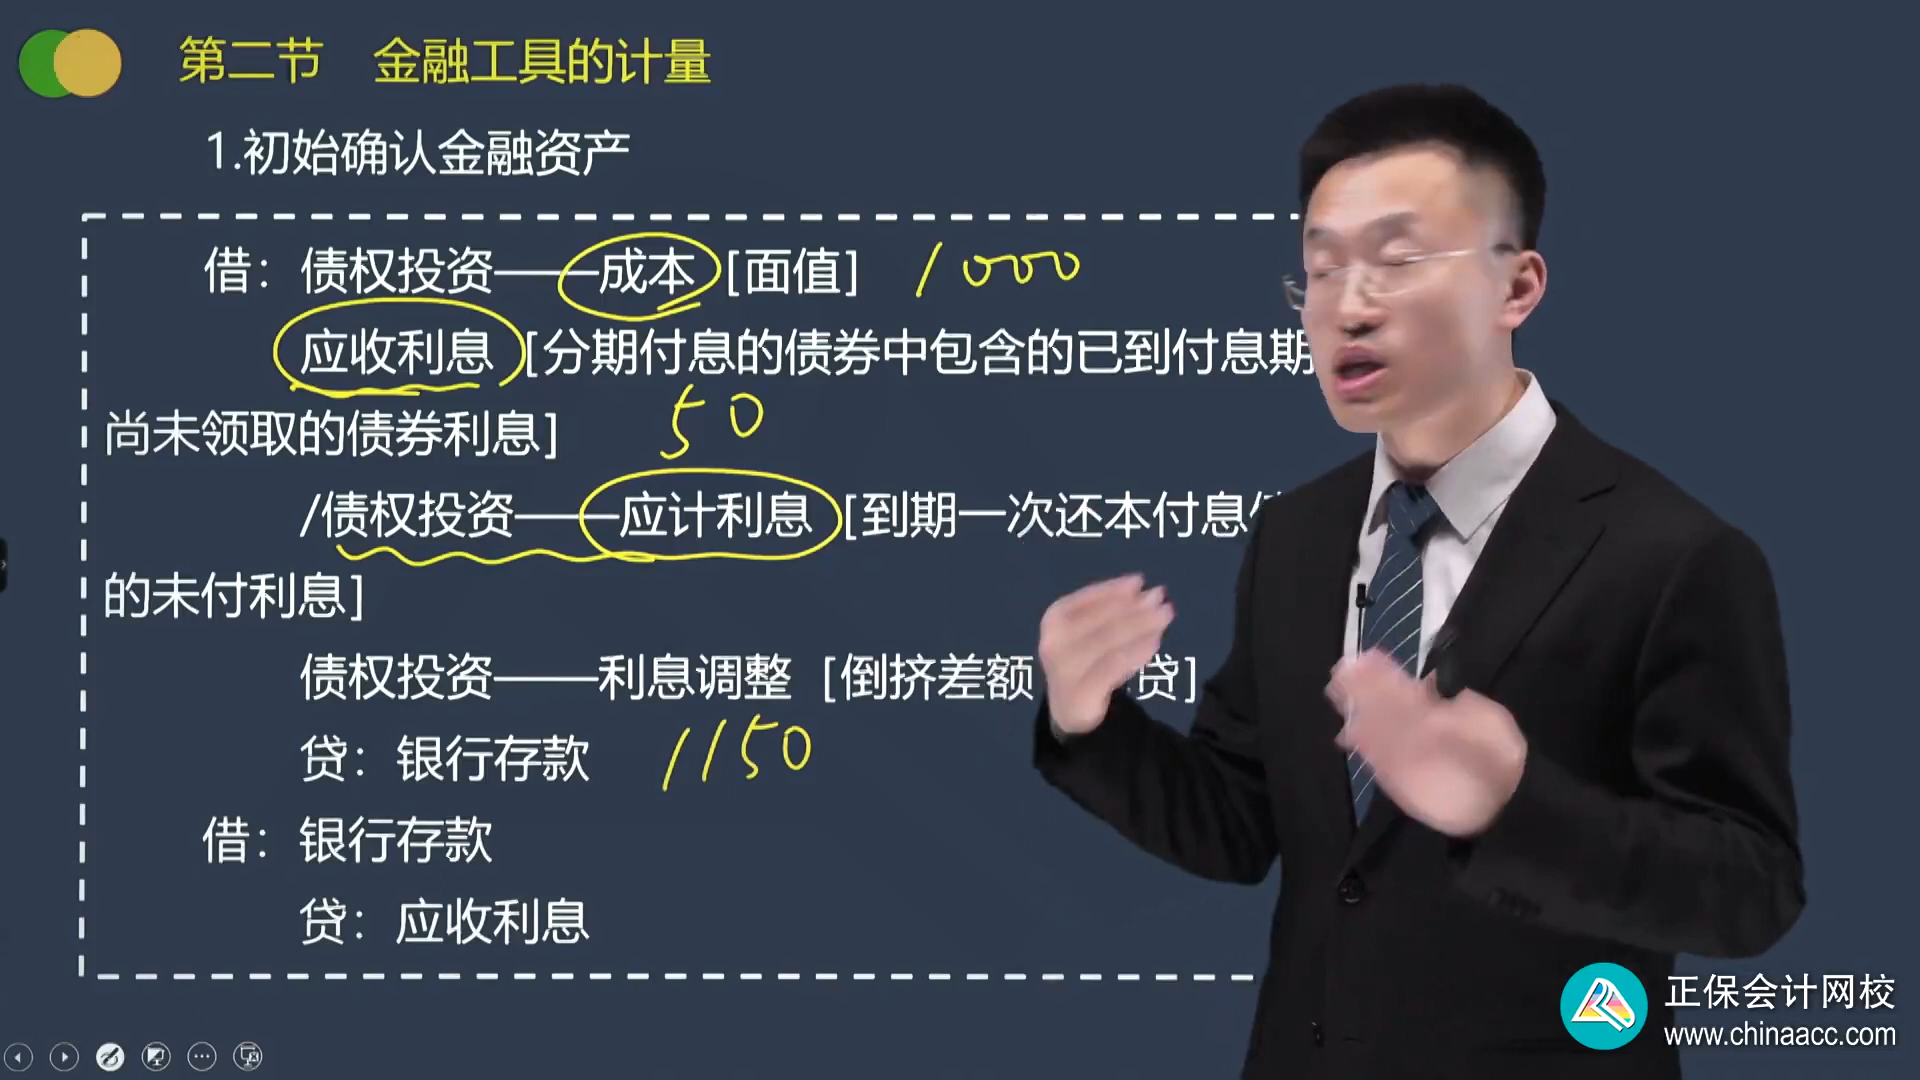 第二节 金融工具的计量
1.初始确认金融资产
借：债权投资——成本 [面值] 1000
应收利息 [分期付息的债券中包含的已到付息期
尚未领取的债券利息] 50
/债权投资——应计利息 [到期一次还本付息
的未付利息]
债权投资——利息调整 [倒挤差额 贷]
贷：银行存款 1150
借：银行存款
贷：应收利息
正保会计网校
www.chinaacc.com